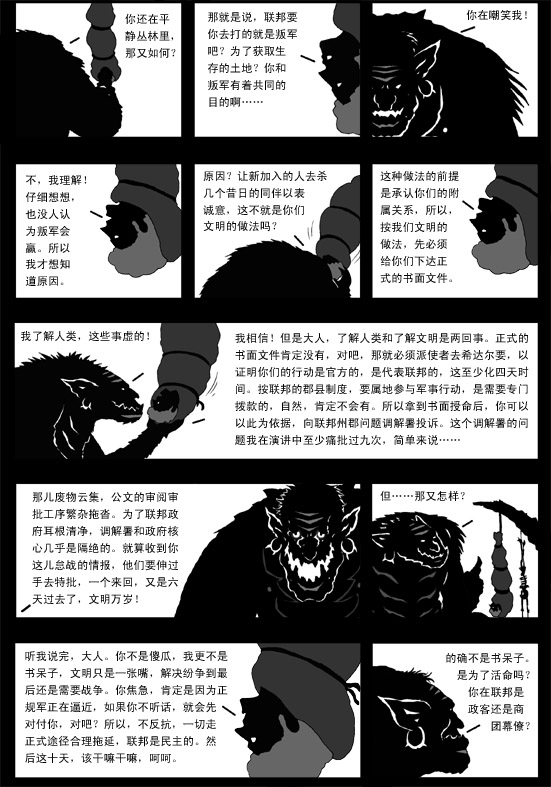 你还在平
静丛林里，
那又如何？
那就是说，联邦要
你去打的就是叛军
吧？为了获取生
存的土地？你和
叛军有着共同的
目的啊……
你在嘲笑我！
不，我理解！
仔细想想，
也没人认
为叛军会
赢。所以
我才想知
道原因。
原因？让新加入的人去杀
几个昔日的同伴以表
诚意，这不就是你们
文明的做法吗？
这种做法的前提
是承认你们的附
属关系，所以，
按我们文明的
做法，先必须
给你们下达正
式的书面文件。
我了解人类，这些事虚的！
我相信！但是大人，了解人类和了解文明是两回事。正式的
书面文件肯定没有，对吧，那就必须派使者去希达尔要，以
证明你们的行动是官方的，是代表联邦的，这至少化四天时
间。按联邦的郡县制度，要属地参与军事行动，是需要专门
拨款的，自然，肯定不会有。所以拿到书面授命后，你可以
以此为依据，向联邦州郡问题调解署投诉。这个调解署的问
题我在演讲中至少痛批过九次，简单来说……
那儿废物云集，公文的审阅审
批工序繁杂拖沓。为了联邦政
府耳根清净，调解署和政府核
心几乎是隔绝的。就算收到你
这儿怠战的情报，他们要伸过
手去特批，一个来回，又是六
天过去了，文明万岁！
但……那又怎样？
听我说完，大人。你不是傻瓜，我更不是
书呆子，文明只是一张嘴，解决纷争到最
后还是需要战争。你焦急，肯定是因为正
规军正在逼近，如果你不听话，就会先
对付你，对吧？所以，不反抗，一切走
正式途径合理拖延，联邦是民主的。然
后这十天，该干嘛干嘛，呵呵。
的确不是书呆子。
是为了活命吗？
你在联邦是
政客还是商
团幕僚？